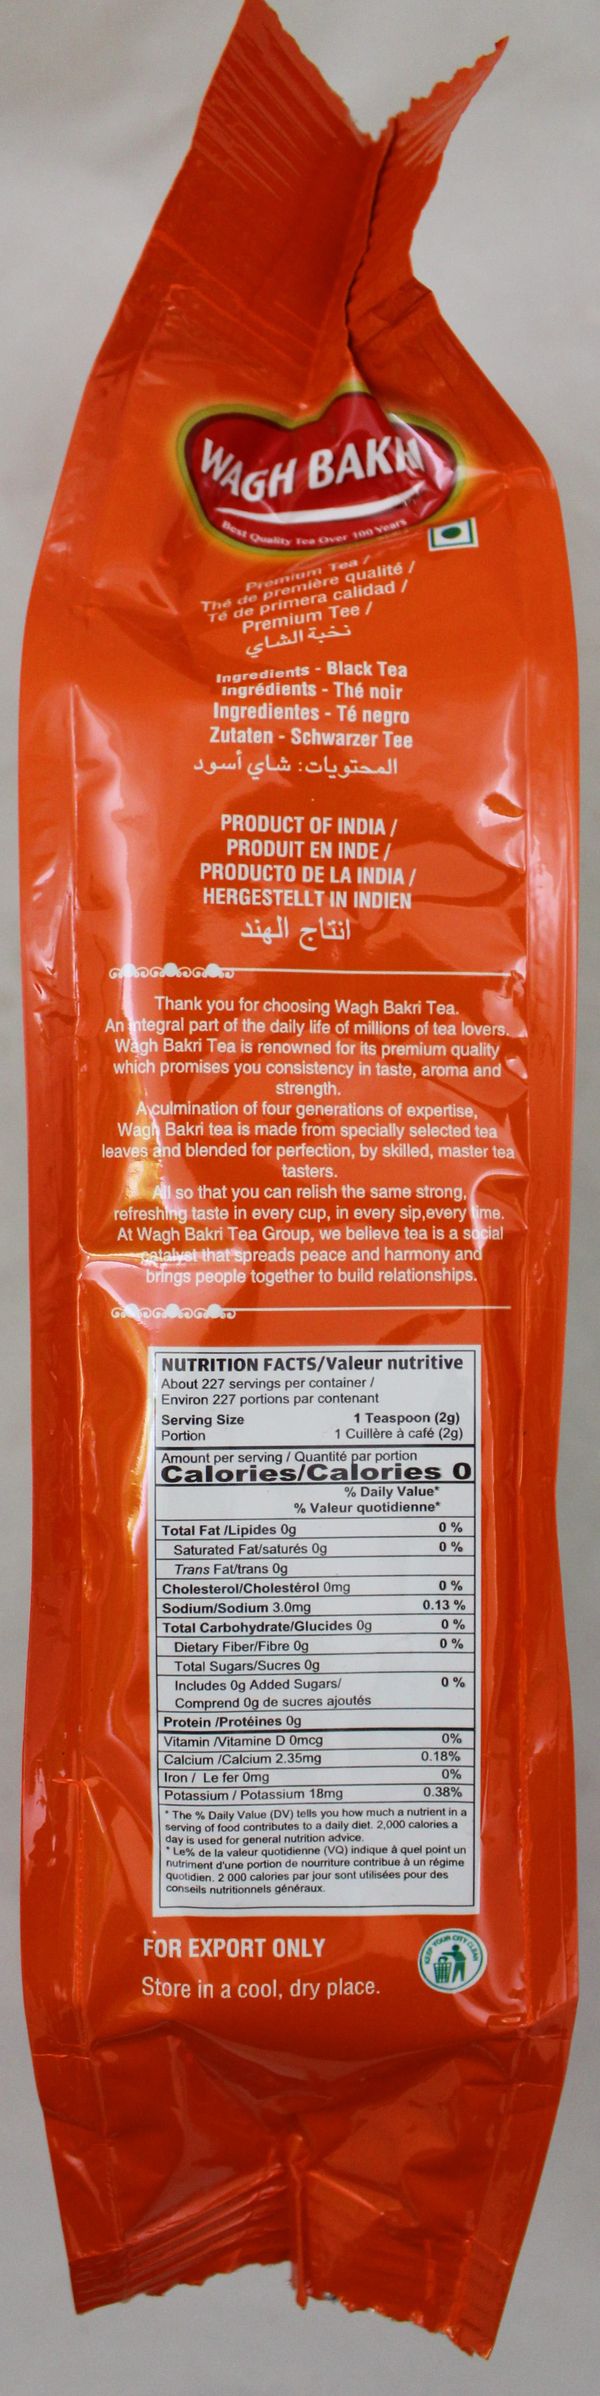 WAGH BAKRI
Best Quality Tea Over 100 Years
Premium Tea /
Thé de première qualité /
Té de primera calidad /
Premium Tee /
نخبة الشاي
Ingredients - Black Tea
Ingrédients - Thé noir
Ingredientes - Té negro
Zutaten - Schwarzer Tee
المحتويات: شاي أسود
PRODUCT OF INDIA /
PRODUIT EN INDE /
PRODUCTO DE LA INDIA /
HERGESTELLT IN INDIEN
انتاج الهند
Thank you for choosing Wagh Bakri Tea.
An integral part of the daily life of millions of tea lovers.
Wagh Bakri Tea is renowned for its premium quality
which promises you consistency in taste, aroma and
strength.
A culmination of four generations of expertise,
Wagh Bakri tea is made from specially selected tea
leaves and blended for perfection, by skilled, master tea
tasters.
All so that you can relish the same strong,
refreshing taste in every cup, in every sip,every time.
At Wagh Bakri Tea Group, we believe tea is a social
catalyst that spreads peace and harmony and
brings people together to build relationships.
NUTRITION FACTS/Valeur nutritive
About 227 servings per container /
Environ 227 portions par contenant
Serving Size 1 Teaspoon (2g)
Portion 1 Cuillère à café (2g)
Amount per serving / Quantité par portion
Calories/Calories 0
% Daily Value*
% Valeur quotidienne*
Total Fat /Lipides 0g 0 %
Saturated Fat/saturés 0g 0 %
Trans Fat/trans 0g
Cholesterol/Cholestérol 0mg 0 %
Sodium/Sodium 3.0mg 0.13 %
Total Carbohydrate/Glucides 0g 0 %
Dietary Fiber/Fibre 0g 0 %
Total Sugars/Sucres 0g
Includes 0g Added Sugars/ 0 %
Comprend 0g de sucres ajoutés
Protein /Protéines 0g
Vitamin /Vitamine D 0mcg 0%
Calcium /Calcium 2.35mg 0.18%
Iron / Le fer 0mg 0%
Potassium / Potassium 18mg 0.38%
* The % Daily Value (DV) tells you how much a nutrient in a
serving of food contributes to a daily diet. 2,000 calories a
day is used for general nutrition advice.
* Le% de la valeur quotidienne (VQ) indique à quel point un
nutriment d'une portion de nourriture contribue à un régime
quotidien. 2 000 calories par jour sont utilisées pour des
conseils nutritionnels généraux.
FOR EXPORT ONLY
KEEP YOUR CITY CLEAN
Store in a cool, dry place.